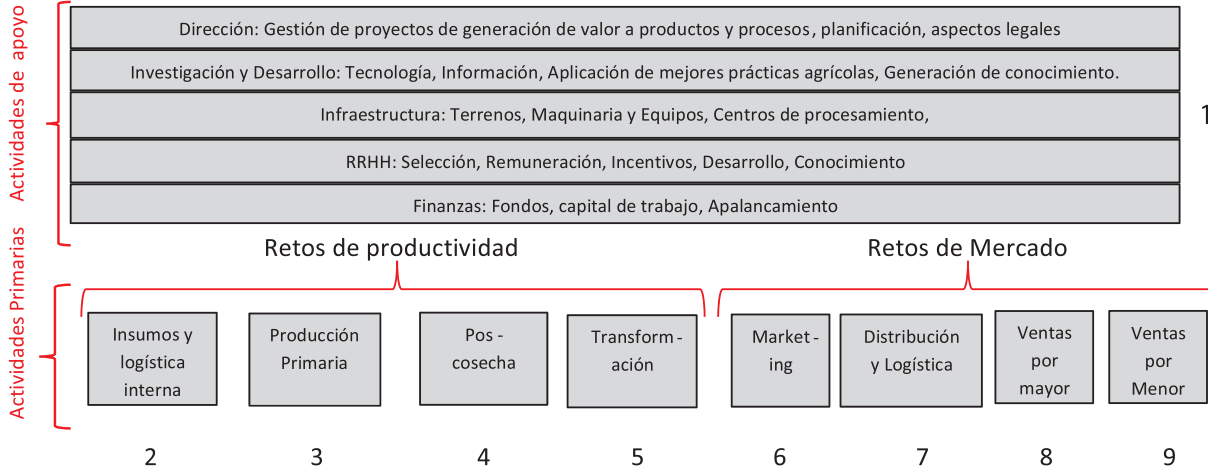 Actividades de apoyo
Dirección: Gestión de proyectos de generación de valor a productos y procesos, planificación, aspectos legales
Investigación y Desarrollo: Tecnología, Información, Aplicación de mejores prácticas agrícolas, Generación de conocimiento.
Infraestructura: Terrenos, Maquinaria y Equipos, Centros de procesamiento,
1
RRHH: Selección, Remuneración, Incentivos, Desarrollo, Conocimiento
Finanzas: Fondos, capital de trabajo, Apalancamiento
Actividades Primarias
Retos de productividad
Retos de Mercado
Insumos y
logística
interna
Producción
Primaria
Pos -
cosecha
Transform -
ación
Market -
ing
Distribución
y Logística
Ventas
por
mayor
Ventas
por
Menor
2
3
4
5
6
7
8
9